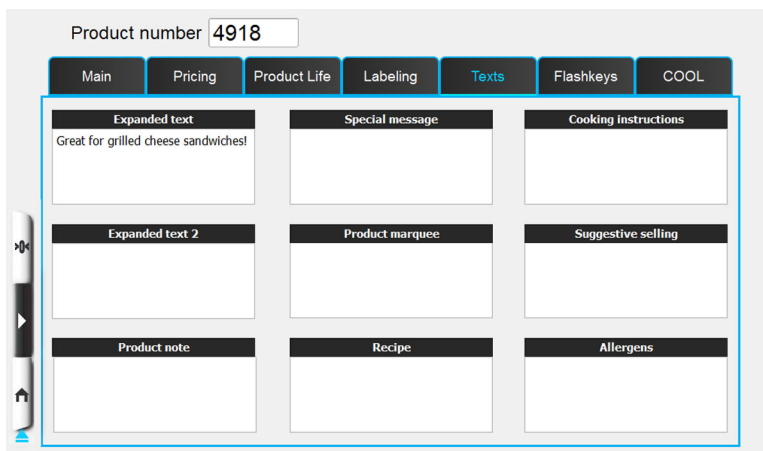 Product number 4918
Main Pricing Product Life Labeling Texts Flashkeys COOL
Expanded text Special message Cooking instructions
Great for grilled cheese sandwiches!
Expanded text 2 Product marquee Suggestive selling
>0<
Product note Recipe Allergens